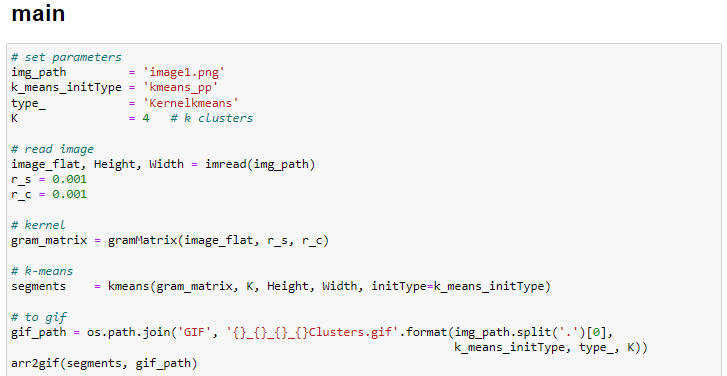 main
# set parameters
img_path         = 'image1.png'
k_means_initType = 'kmeans_pp'
type_            = 'Kernelkmeans'
K                = 4   # k clusters
# read image
image_flat, Height, Width = imread(img_path)
r_s = 0.001
r_c = 0.001
# kernel
gram_matrix = gramMatrix(image_flat, r_s, r_c)
# k-means
segments    = kmeans(gram_matrix, K, Height, Width, initType=k_means_initType)
# to gif
gif_path = os.path.join('GIF', '{}_{}_{}_{}Clusters.gif'.format(img_path.split('.')[0],
                                                                k_means_initType, type_, K))
arr2gif(segments, gif_path)